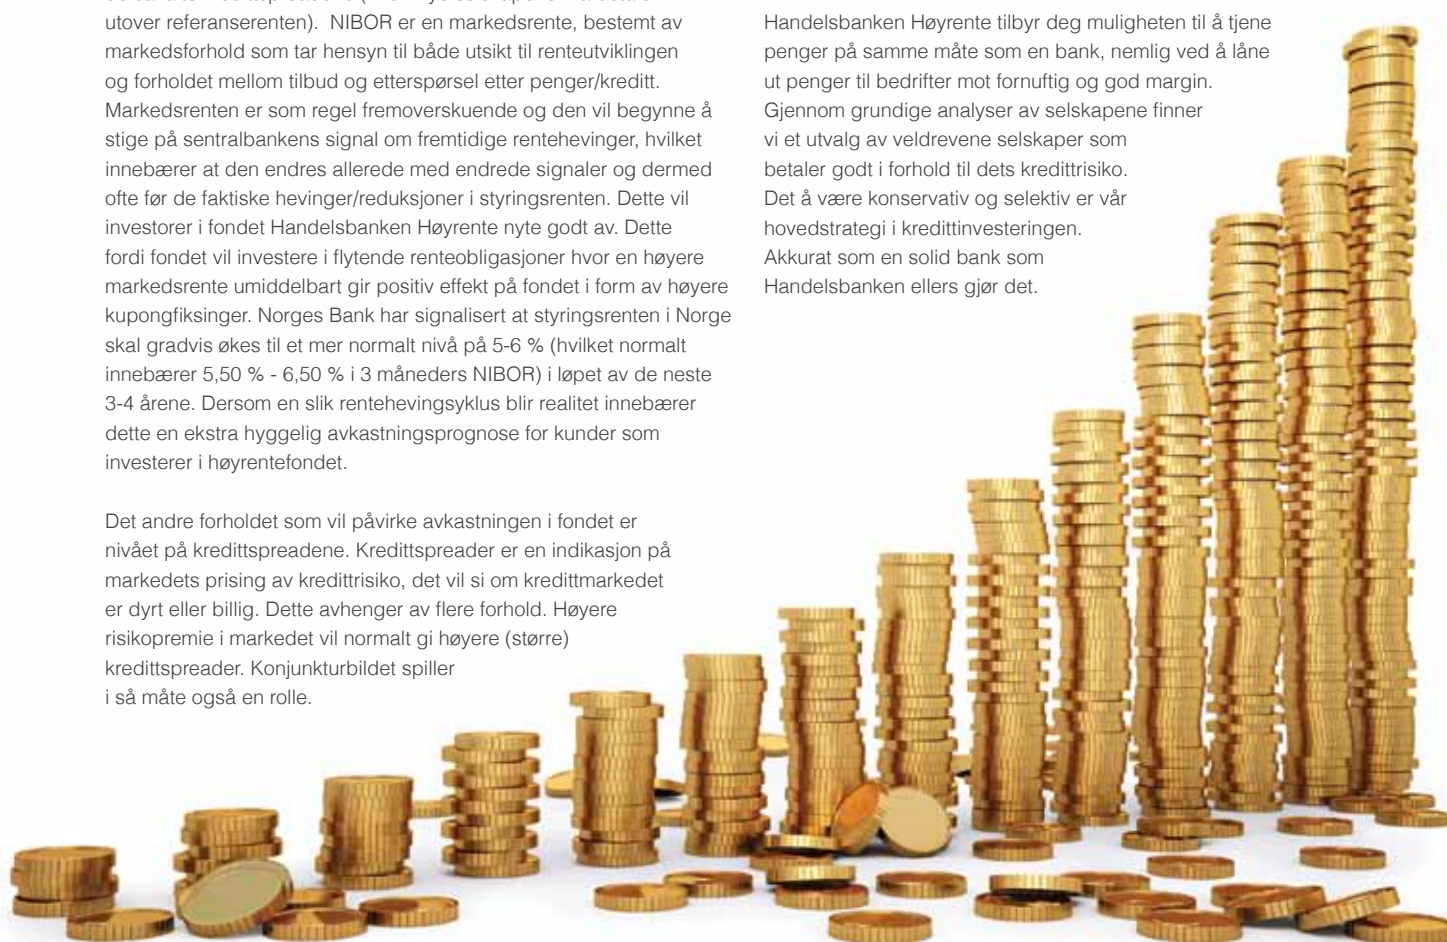 utover referanserenten). NIBOR er en markedsrente, bestemt av
markedsforhold som tar hensyn til både utsikt til renteutviklingen
og forholdet mellom tilbud og etterspørsel etter penger/kreditt.
Markedsrenten er som regel fremoverskuende og den vil begynne å
stige på sentralbankens signal om fremtidige rentehevinger, hvilket
innebærer at den endres allerede med endrede signaler og dermed
ofte før de faktiske hevinger/reduksjoner i styringsrenten. Dette vil
investorer i fondet Handelsbanken Høyrente nyte godt av. Dette
fordi fondet vil investere i flytende renteobligasjoner hvor en høyere
markedsrente umiddelbart gir positiv effekt på fondet i form av høyere
kupongfiksinger. Norges Bank har signalisert at styringsrenten i Norge
skal gradvis økes til et mer normalt nivå på 5-6 % (hvilket normalt
innebærer 5,50 % - 6,50 % i 3 måneders NIBOR) i løpet av de neste
3-4 årene. Dersom en slik rentehevingsyklus blir realitet innebærer
dette en ekstra hyggelig avkastningsprognose for kunder som
investerer i høyrentefondet.
Det andre forholdet som vil påvirke avkastningen i fondet er
nivået på kredittspreadene. Kredittspreader er en indikasjon på
markedets prising av kredittrisiko, det vil si om kredittmarkedet
er dyrt eller billig. Dette avhenger av flere forhold. Høyere
risikopremie i markedet vil normalt gi høyere (større)
kredittspreader. Konjunkturbildet spiller
i så måte også en rolle.
Handelsbanken Høyrente tilbyr deg muligheten til å tjene
penger på samme måte som en bank, nemlig ved å låne
ut penger til bedrifter mot fornuftig og god margin.
Gjennom grundige analyser av selskapene finner
vi et utvalg av veldrevene selskaper som
betaler godt i forhold til dets kredittrisiko.
Det å være konservativ og selektiv er vår
hovedstrategi i kredittinvesteringen.
Akkurat som en solid bank som
Handelsbanken ellers gjør det.